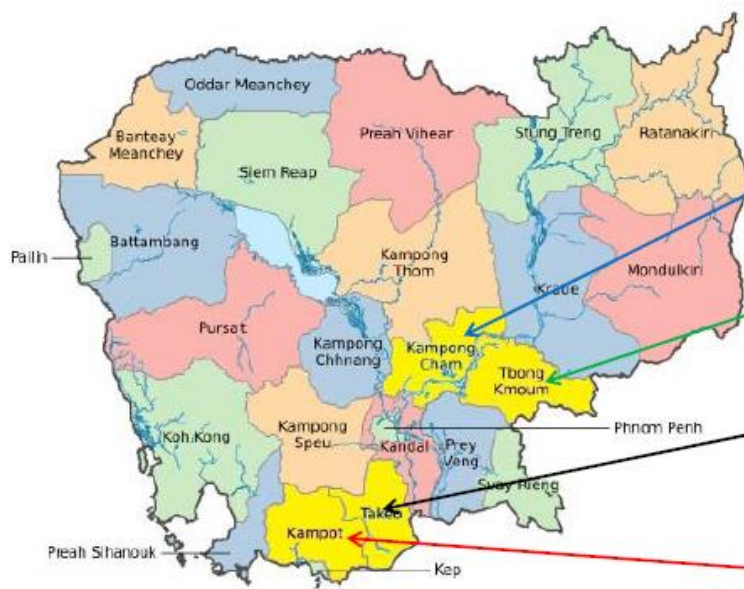 Oddar Meanchey
Banteay
Meanchey
Siem Reap
Preah Vihear
Stung Treng
Ratanakiri
Battambang
Pailin
Kampong
Thom
Kratie
Mondulkiri
Pursat
Kampong
Chhnang
Kampong
Cham
Tbong
Kmoum
Koh Kong
Kampong
Speu
Kandal
Prey
Veng
Phnom Penh
Svay Rieng
Takeo
Kampot
Preah Sihanouk
Kep